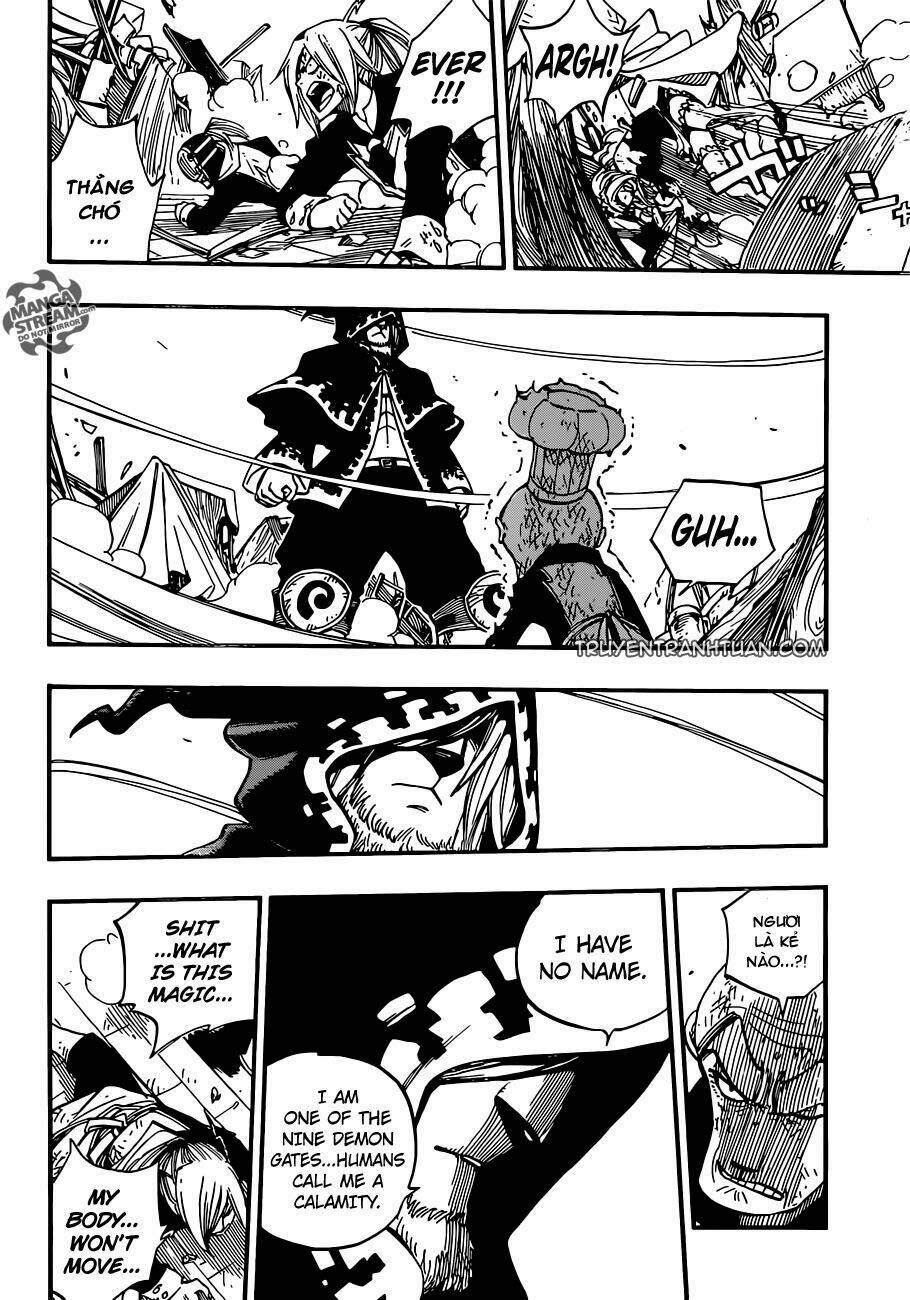 ARGH!
EVER
!!!
THẰNG
CHÓ
...
MANGA
STREAM.com
DO NOT MIRROR!
GUH...
TRUYENTRANHTUAN.COM
NGƯƠI
LÀ KẺ
NÀO...?!
I HAVE
NO NAME.
I AM
ONE OF THE
NINE DEMON
GATES...HUMANS
CALL ME A
CALAMITY.
SHIT
...WHAT
IS THIS
MAGIC...
MY
BODY...
WON'T
MOVE...